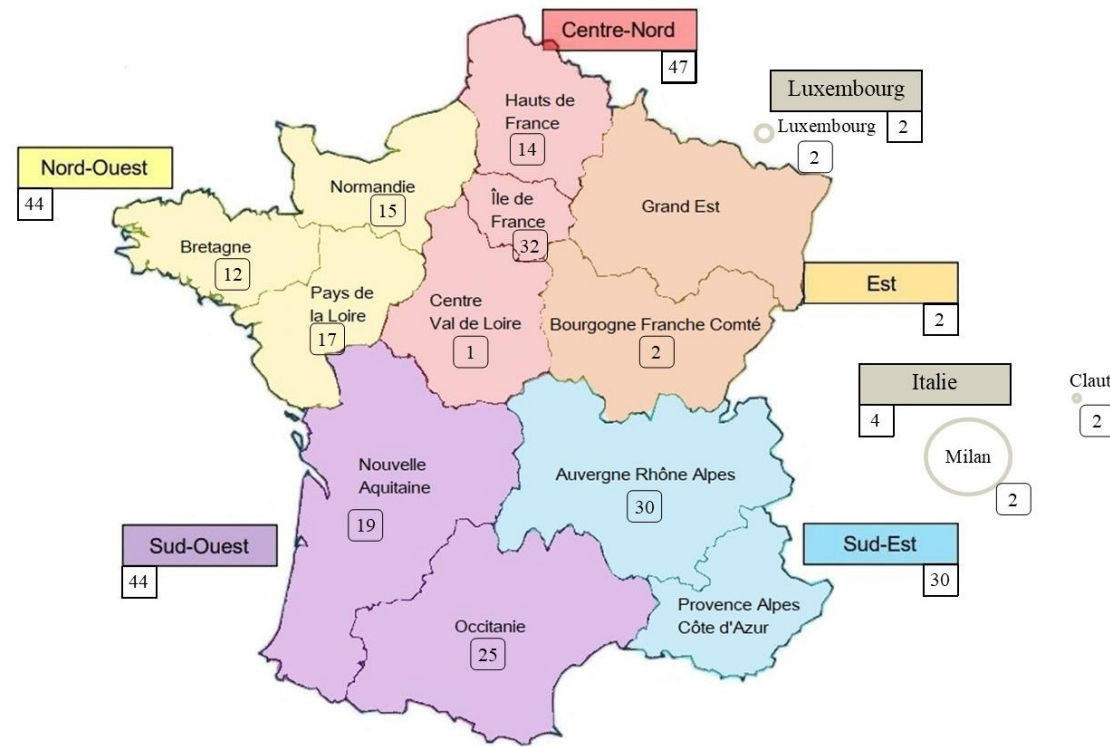 Centre-Nord
47
Hauts de
France
14
Luxembourg
2
Luxembourg
2
Nord-Ouest
44
Normandie
15
Île de
France
32
Grand Est
Bretagne
12
Pays de
la Loire
17
Centre
Val de Loire
1
Est
2
Bourgogne Franche Comté
2
Italie
4
Claut
2
Milan
2
Nouvelle
Aquitaine
19
Auvergne Rhône Alpes
30
Sud-Ouest
44
Sud-Est
30
Occitanie
25
Provence Alpes
Côte d'Azur